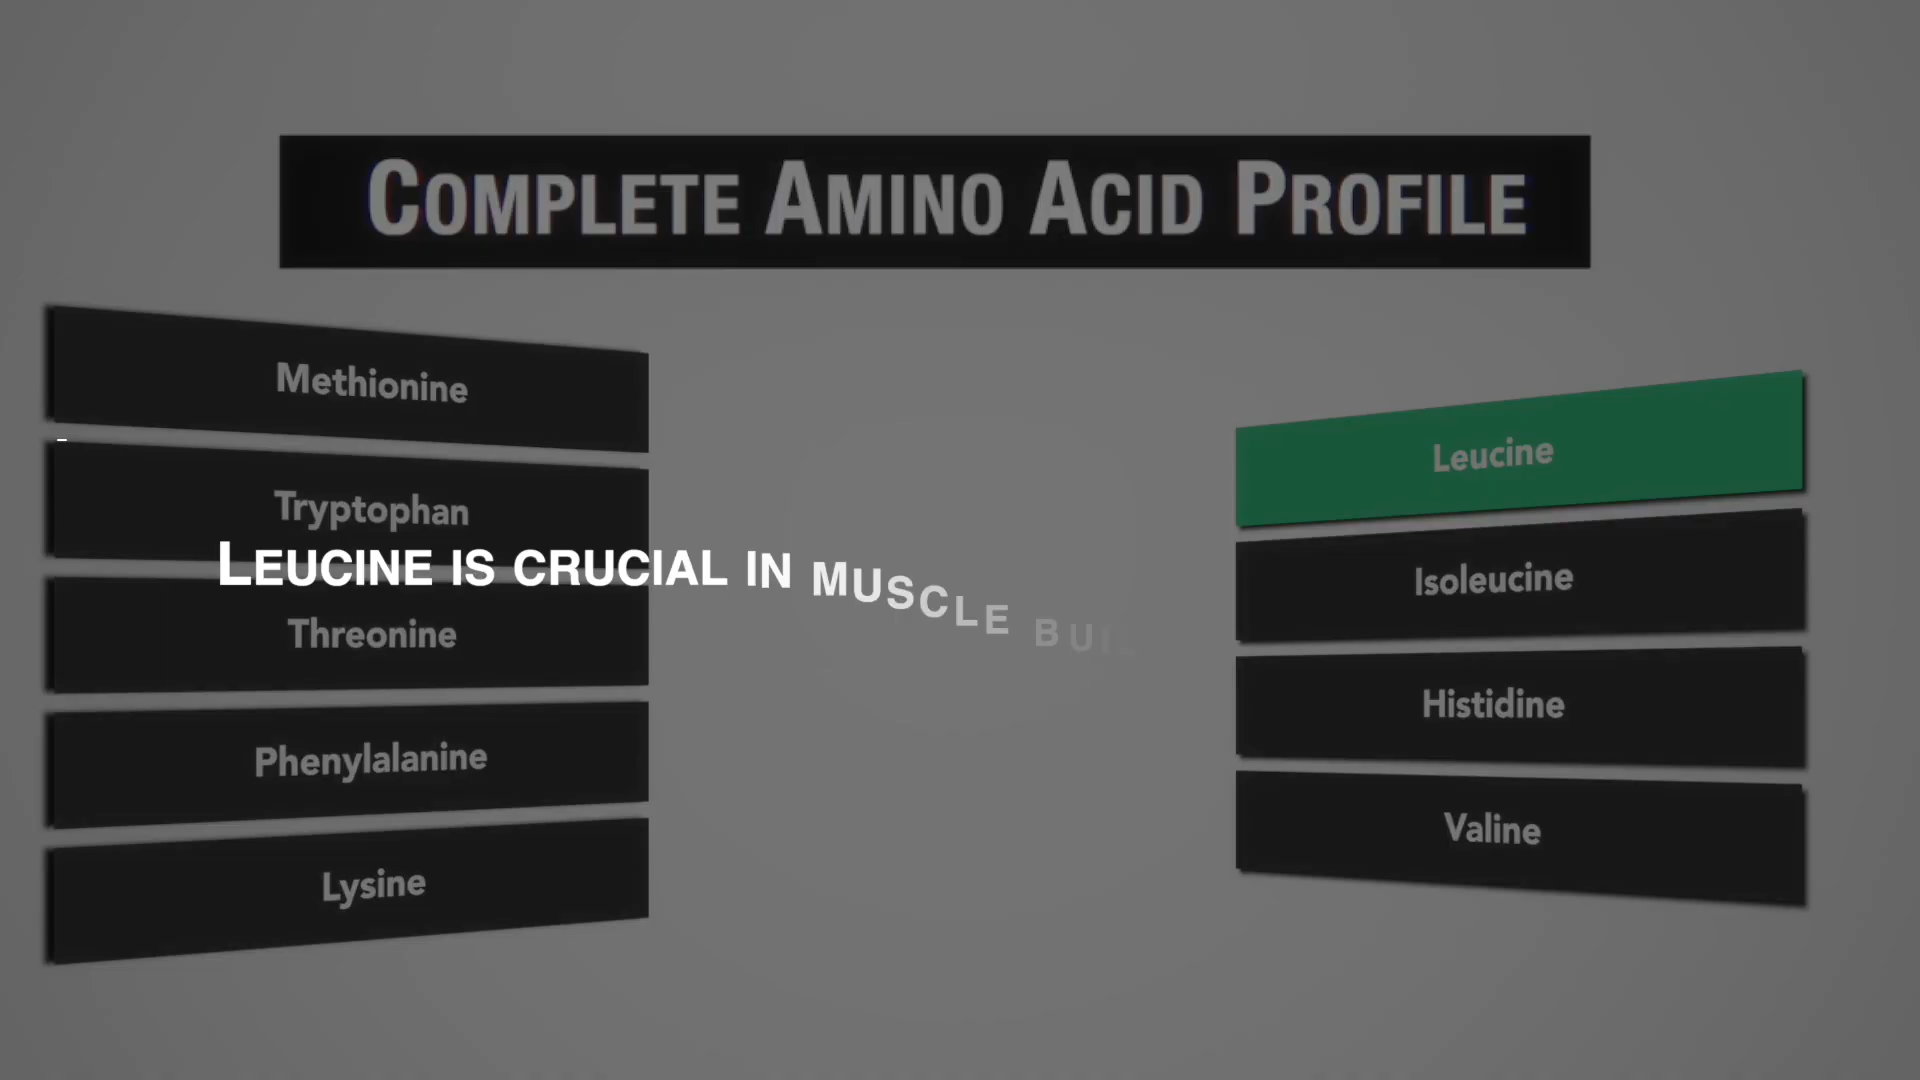 COMPLETE AMINO ACID PROFILE
Methionine
Tryptophan
Threonine
Phenylalanine
Lysine
Leucine
Isoleucine
Histidine
Valine
LEUCINE IS CRUCIAL IN MUSCLE